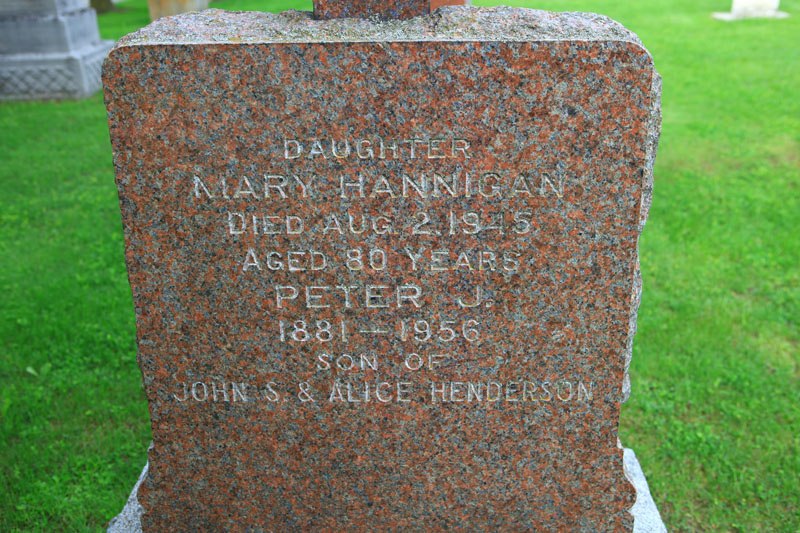 DAUGHTER
MARY HANNIGAN
DIED AUG. 2. 1945
AGED 80 YEARS
PETER J.
1881 — 1956
SON OF
JOHN S. & ALICE HENDERSON